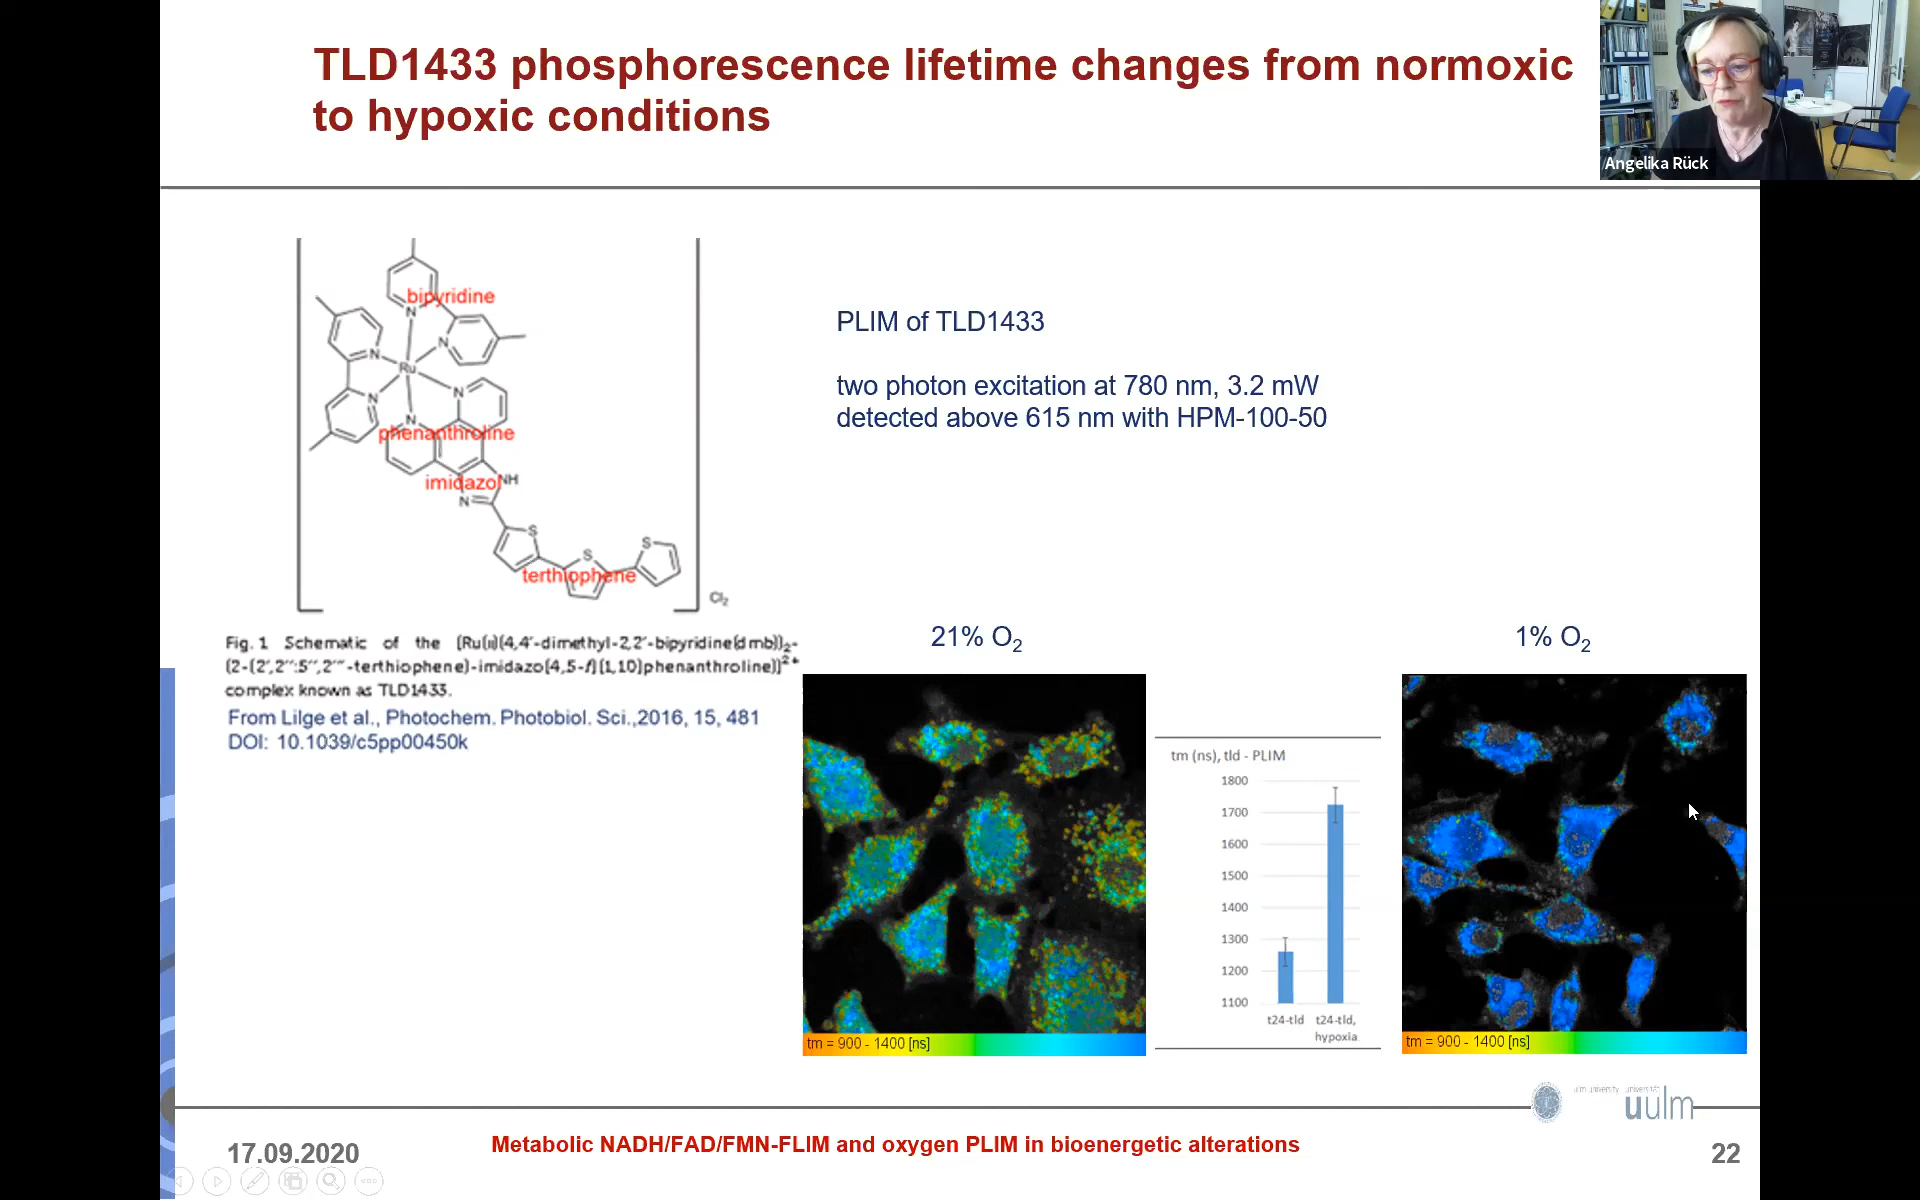 TLD1433 phosphorescence lifetime changes from normoxic
to hypoxic conditions
Angelika Rück
bipyridine
N
N
N
Ru
N
N
N
phenanthroline
imidazol
NH
N
S
S
S
terthiophene
Cl2
Fig. 1 Schematic of the [Ru(II)(4,4'-dimethyl-2,2'-bipyridine(dmb))2-
(2-(2',2'':5'',2'''-terthiophene)-imidazo[4,5-f][1,10]phenanthroline)]2+
complex known as TLD1433.
From Lilge et al., Photochem. Photobiol. Sci.,2016, 15, 481
DOI: 10.1039/c5pp00450k
PLIM of TLD1433
two photon excitation at 780 nm, 3.2 mW
detected above 615 nm with HPM-100-50
21% O2
1% O2
tm (ns), tld - PLIM
1800
1700
1600
1500
1400
1300
1200
1100
t24-tld
t24-tld,
hypoxia
tm = 900 - 1400 [ns]
tm = 900 - 1400 [ns]
uulm
17.09.2020
Metabolic NADH/FAD/FMN-FLIM and oxygen PLIM in bioenergetic alterations
22